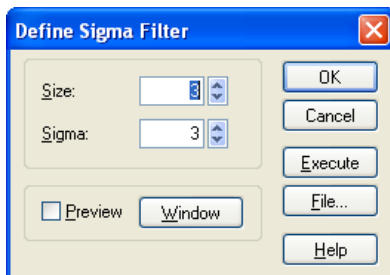 Define Sigma Filter
Size: 3
Sigma: 3
Preview
Window
OK
Cancel
Execute
File...
Help